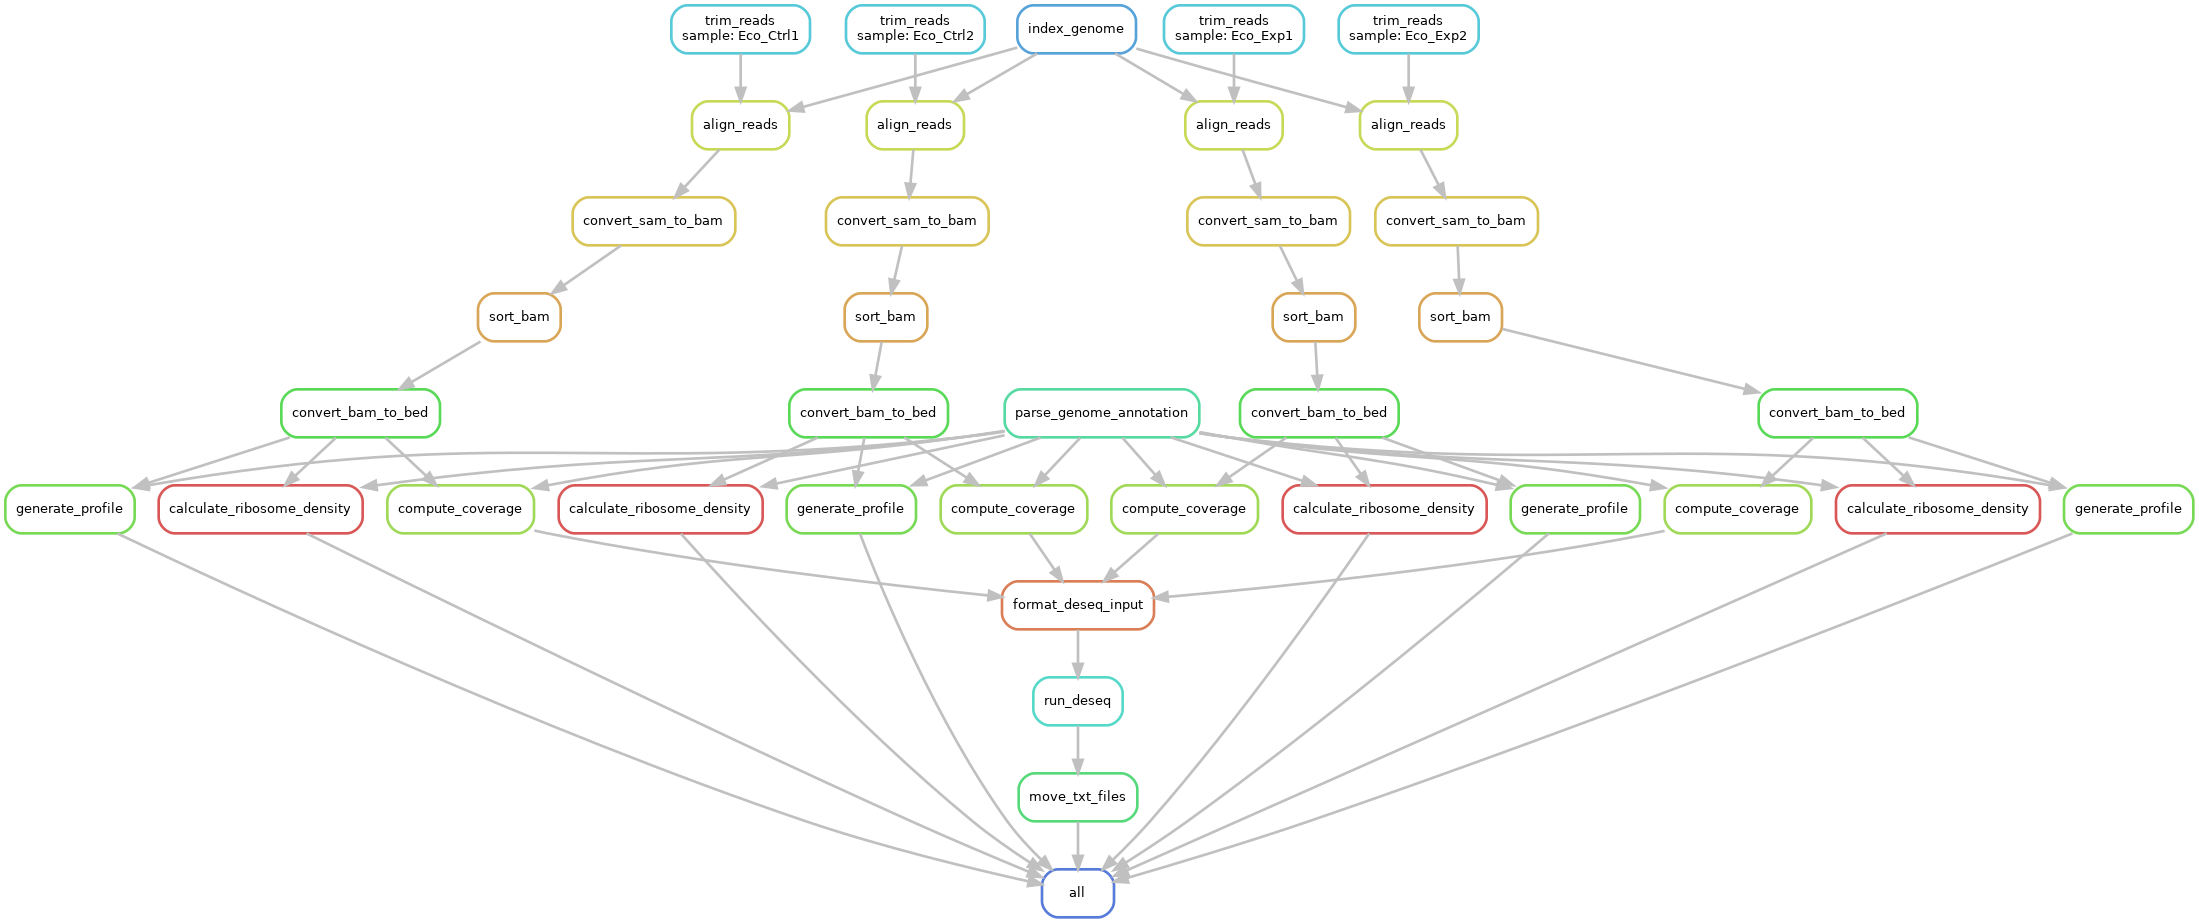 trim_reads
sample: Eco_Ctrl1
trim_reads
sample: Eco_Ctrl2
index_genome
trim_reads
sample: Eco_Exp1
trim_reads
sample: Eco_Exp2
align_reads
align_reads
align_reads
align_reads
convert_sam_to_bam
convert_sam_to_bam
convert_sam_to_bam
convert_sam_to_bam
sort_bam
sort_bam
sort_bam
sort_bam
convert_bam_to_bed
convert_bam_to_bed
parse_genome_annotation
convert_bam_to_bed
convert_bam_to_bed
generate_profile
calculate_ribosome_density
compute_coverage
calculate_ribosome_density
generate_profile
compute_coverage
compute_coverage
calculate_ribosome_density
generate_profile
compute_coverage
calculate_ribosome_density
generate_profile
format_deseq_input
run_deseq
move_txt_files
all